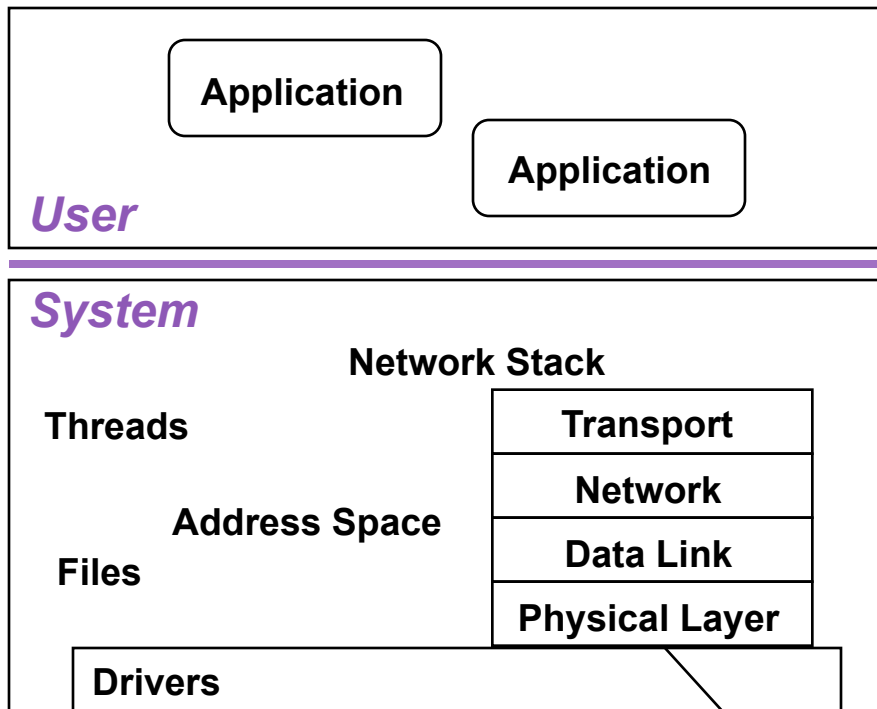 Application
Application
User
System
Network Stack
Threads
Transport
Network
Address Space
Data Link
Files
Physical Layer
Drivers